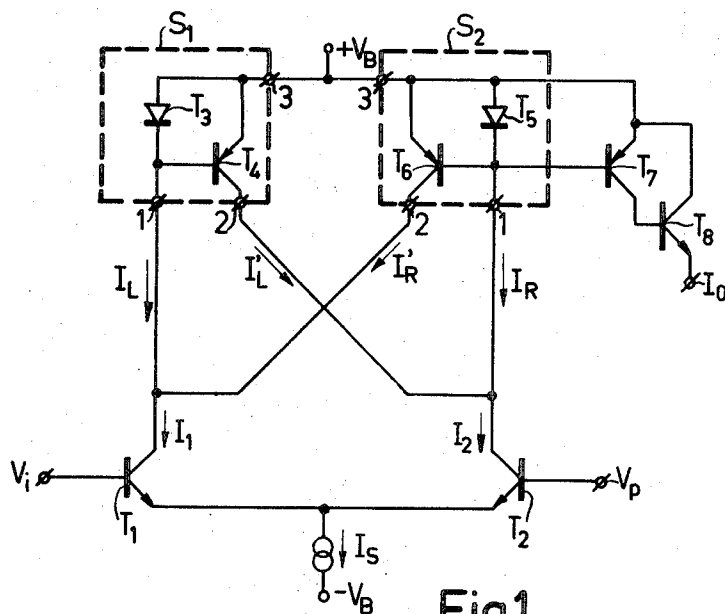 S1 S2
+VB
3 3
T3 T5
T4 T6 T7
T8
1 2 2 1
I0
IL I'L I'R IR
I1 I2
Vi Vp
T1 T2
IS
-VB
Fig1